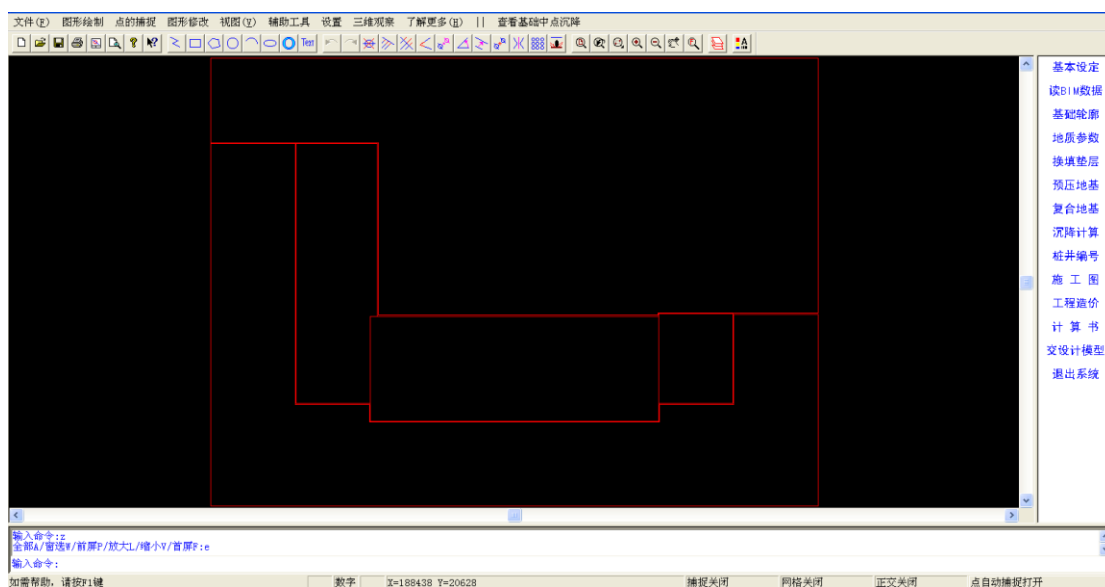 文件(F) 图形绘制 点的捕捉 图形修改 视图(V) 辅助工具 设置 三维观察 了解更多(H) || 查看基础中点沉降
Text
基本设定
读BIM数据
基础轮廓
地质参数
换填垫层
预压地基
复合地基
沉降计算
桩井编号
施 工 图
工程造价
计 算 书
交设计模型
退出系统
输入命令:z
全部A/窗选W/前屏P/放大L/缩小V/首屏F:e
输入命令:
如需帮助，请按F1键 数字 X=188438 Y=20628 捕捉关闭 网格关闭 正交关闭 点自动捕捉打开